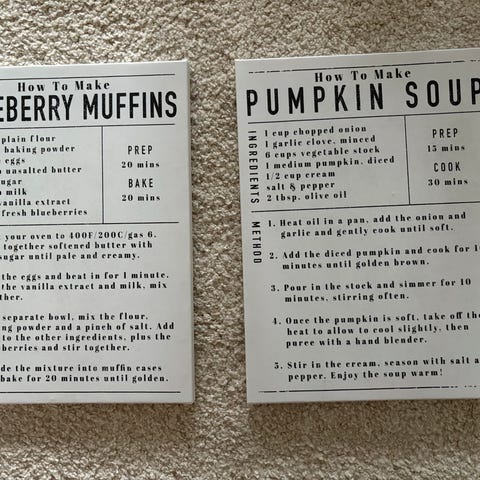 How To Make
EBERRY MUFFINS
plain flour
baking powder
eggs
unsalted butter
ugar
milk
vanilla extract
fresh blueberries
PREP
20 mins
BAKE
20 mins
your oven to 400F/200C/gas 6.
together softened butter with
sugar until pale and creamy.
the eggs and beat in for 1 minute.
the vanilla extract and milk, mix
ther.
separate bowl, mix the flour,
ng powder and a pinch of salt. Add
to the other ingredients, plus the
berries and stir together.
de the mixture into muffin cases
bake for 20 minutes until golden.
How To Make
PUMPKIN SOUP
INGREDIENTS
1 cup chopped onion
1 garlic clove, minced
6 cups vegetable stock
1 medium pumpkin, diced
1/2 cup cream
salt & pepper
2 tbsp. olive oil
PREP
15 mins
COOK
30 mins
METHOD
1. Heat oil in a pan, add the onion and
garlic and gently cook until soft.
2. Add the diced pumpkin and cook for 10
minutes until golden brown.
3. Pour in the stock and simmer for 10
minutes, stirring often.
4. Once the pumpkin is soft, take off the
heat to allow to cool slightly, then
puree with a hand blender.
5. Stir in the cream, season with salt a
pepper. Enjoy the soup warm!